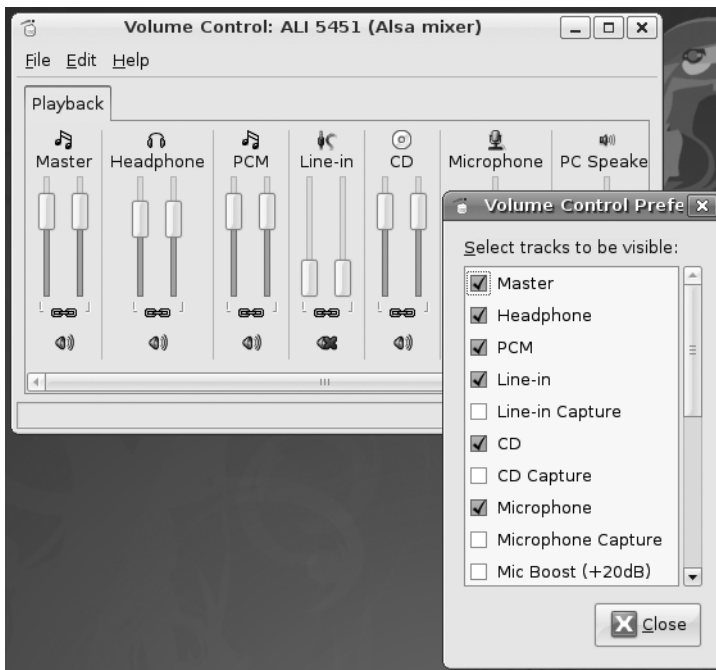 Volume Control: ALI 5451 (Alsa mixer)
File Edit Help
Playback
Master Headphone PCM Line-in CD Microphone PC Speake
Volume Control Prefe
Select tracks to be visible:
Master
Headphone
PCM
Line-in
Line-in Capture
CD
CD Capture
Microphone
Microphone Capture
Mic Boost (+20dB)
Close